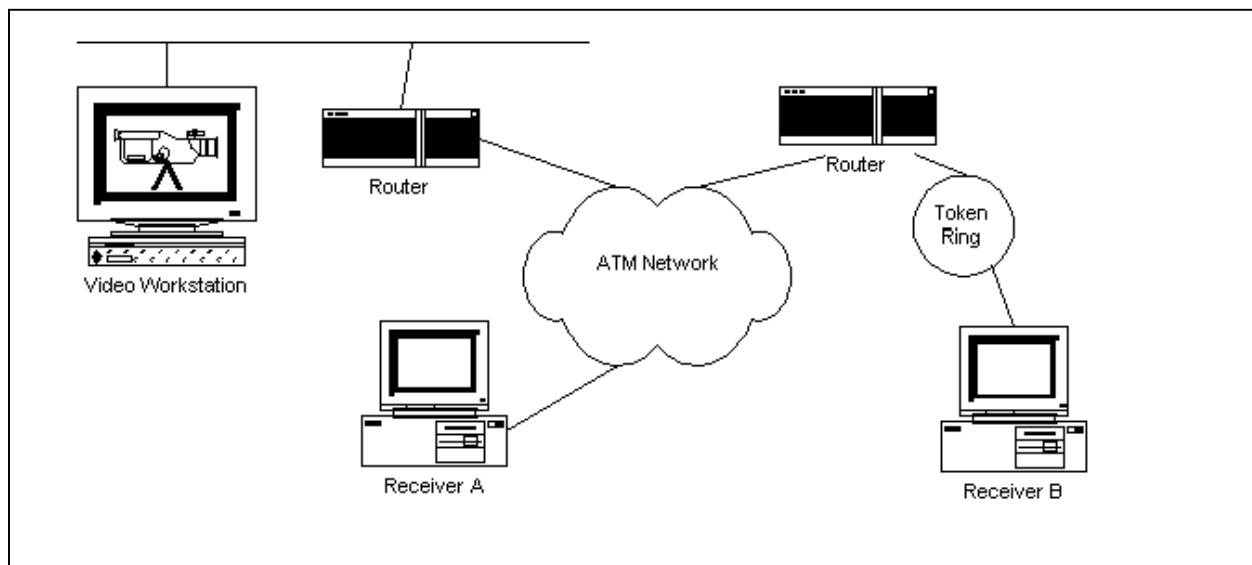 Router
Router
Token
Ring
ATM Network
Video Workstation
Receiver A
Receiver B